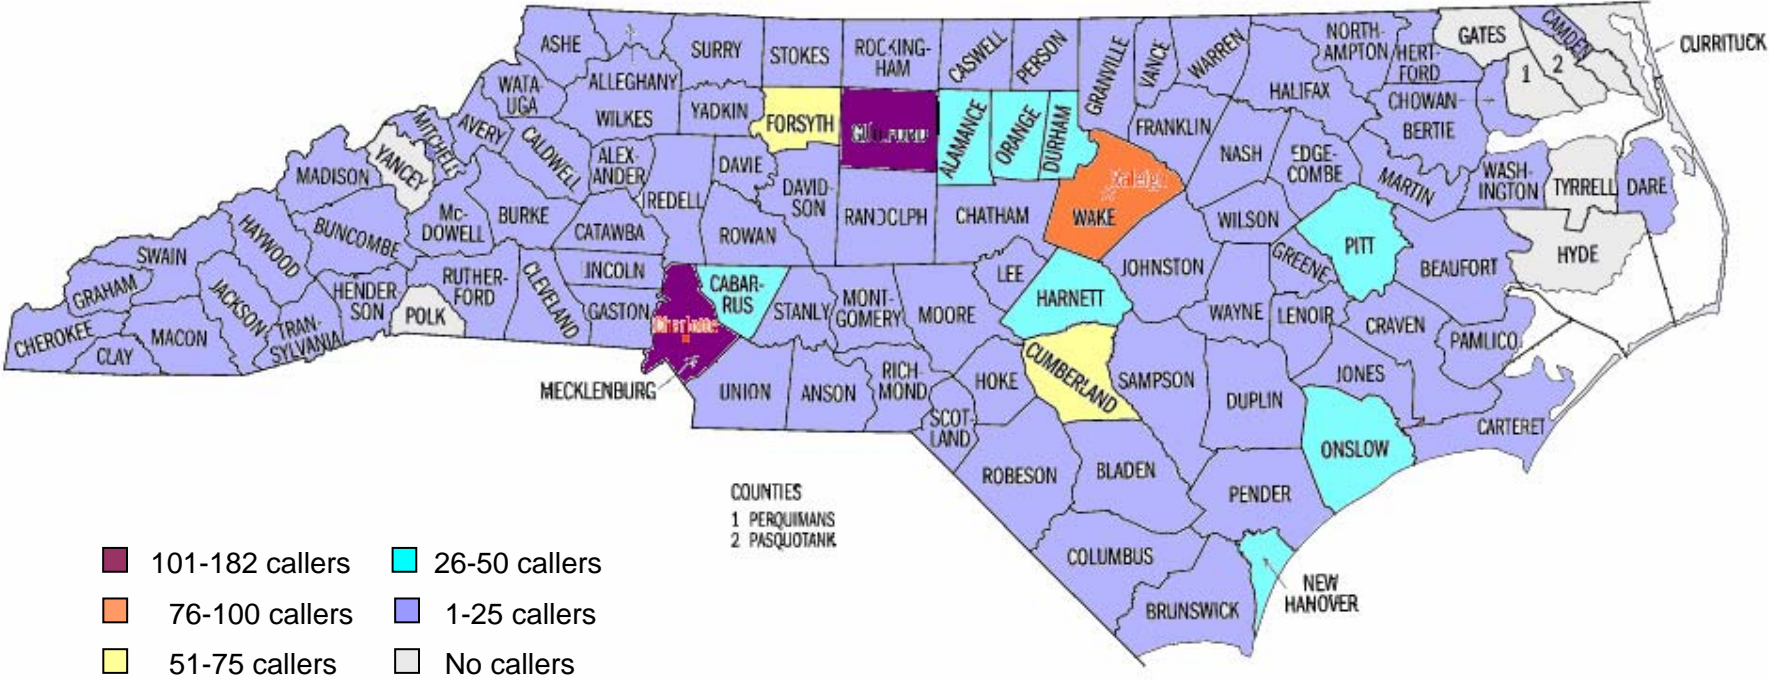 ASHE
ALLEGHANY
SURRY
STOKES
ROCKING-
HAM
CASWELL
PERSON
GRANVILLE
VANCE
WARREN
NORTH-
AMPTON
HERT-
FORD
GATES
CAMDEN
CURRITUCK
1
2
WATA-
UGA
WILKES
YADKIN
FORSYTH
ALAMANCE
ORANGE
DURHAM
FRANKLIN
HALIFAX
CHOWAN
BERTIE
MITCHELL
AVERY
CALDWELL
YANCEY
MADISON
ALEX-
ANDER
IREDELL
DAVIE
DAVID-
SON
RANDOLPH
CHATHAM
Raleigh
WAKE
NASH
EDGE-
COMBE
MARTIN
WASH-
INGTON
TYRRELL
DARE
HAYWOOD
BUNCOMBE
Mc-
DOWELL
BURKE
CATAWBA
ROWAN
WILSON
PITT
BEAUFORT
HYDE
SWAIN
GRAHAM
JACKSON
HENDER
SON
RUTHER-
FORD
CLEVELAND
LINCOLN
GASTON
CABAR-
RUS
STANLY
MONT-
GOMERY
MOORE
LEE
HARNETT
JOHNSTON
GREENE
WAYNE
LENOIR
CRAVEN
PAMLICO
CHEROKEE
CLAY
MACON
TRAN-
SYLVANIA
POLK
Charlotte
MECKLENBURG
UNION
ANSON
RICH
MOND
SCOT-
LAND
HOKE
CUMBERLAND
SAMPSON
DUPLIN
JONES
CARTERET
ONSLOW
ROBESON
BLADEN
PENDER
COLUMBUS
BRUNSWICK
NEW
HANOVER
COUNTIES
1 PERQUIMANS
2 PASQUOTANK
101-182 callers
26-50 callers
76-100 callers
1-25 callers
51-75 callers
No callers